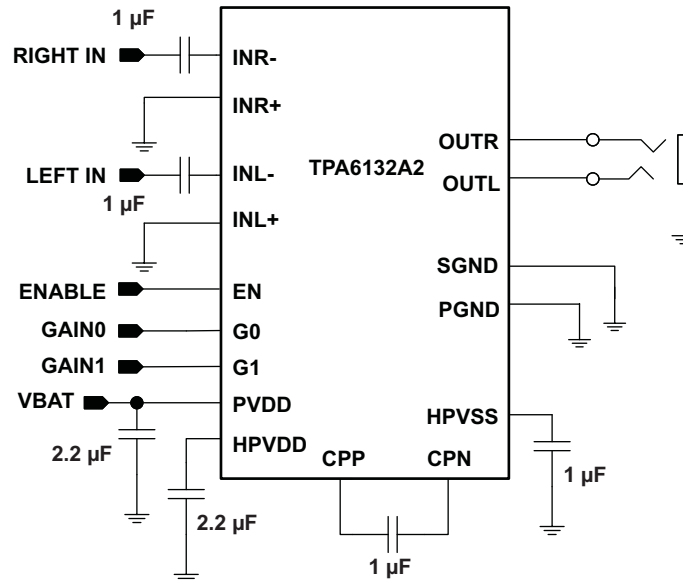 1 µF
RIGHT IN
INR-
INR+
LEFT IN
1 µF
INL-
INL+
ENABLE
EN
GAIN0
G0
GAIN1
G1
VBAT
PVDD
2.2 µF
HPVDD
2.2 µF
TPA6132A2
OUTR
OUTL
SGND
PGND
HPVSS
1 µF
CPP
CPN
1 µF